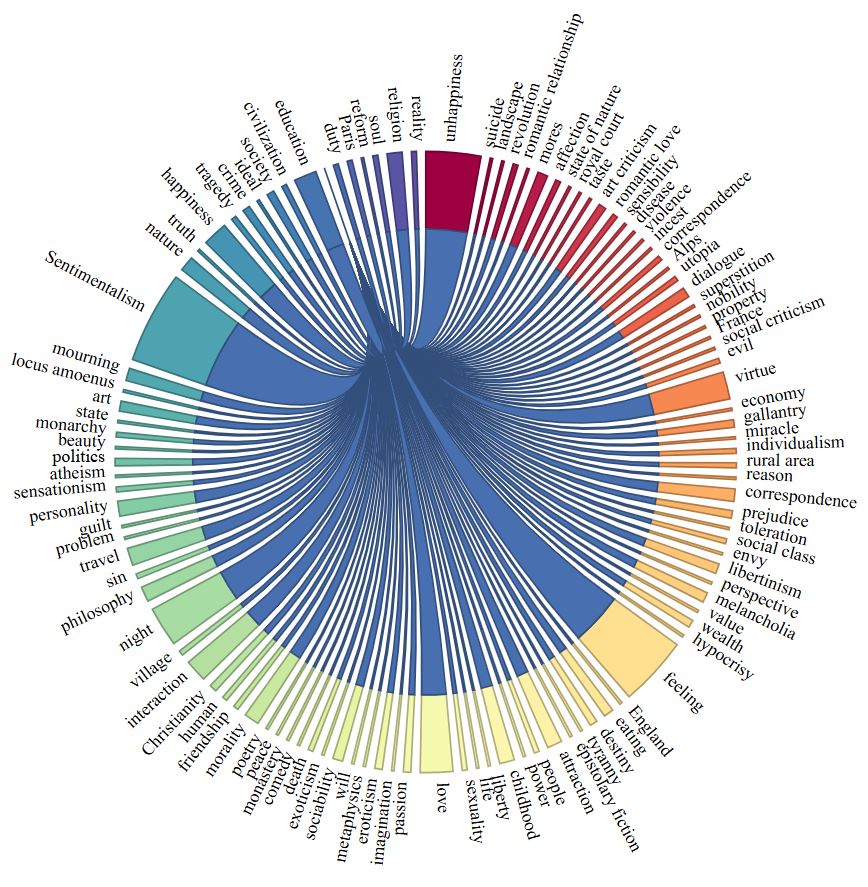 unhappiness
suicide
landscape
revolution
romantic relationship
mores
affection
state of nature
royal court
taste
art criticism
romantic love
sensibility
disease
violence
incest
correspondence
Alps
utopia
dialogue
superstition
nobility
property
France
social criticism
evil
virtue
economy
gallantry
miracle
individualism
rural area
reason
correspondence
prejudice
toleration
social class
envy
libertinism
perspective
melancholia
value
wealth
hypocrisy
feeling
England
eating
destiny
tyranny
epistolary fiction
attraction
people
power
childhood
liberty
life
sexuality
love
passion
imagination
eroticism
metaphysics
will
sociability
exoticism
death
comedy
monastery
peace
poetry
morality
friendship
human
Christianity
interaction
village
night
philosophy
sin
travel
problem
guilt
personality
sensationism
atheism
politics
beauty
monarchy
state
art
locus amoenus
mourning
Sentimentalism
nature
truth
happiness
tragedy
crime
ideal
society
civilization
education
duty
Paris
reform
soul
religion
reality